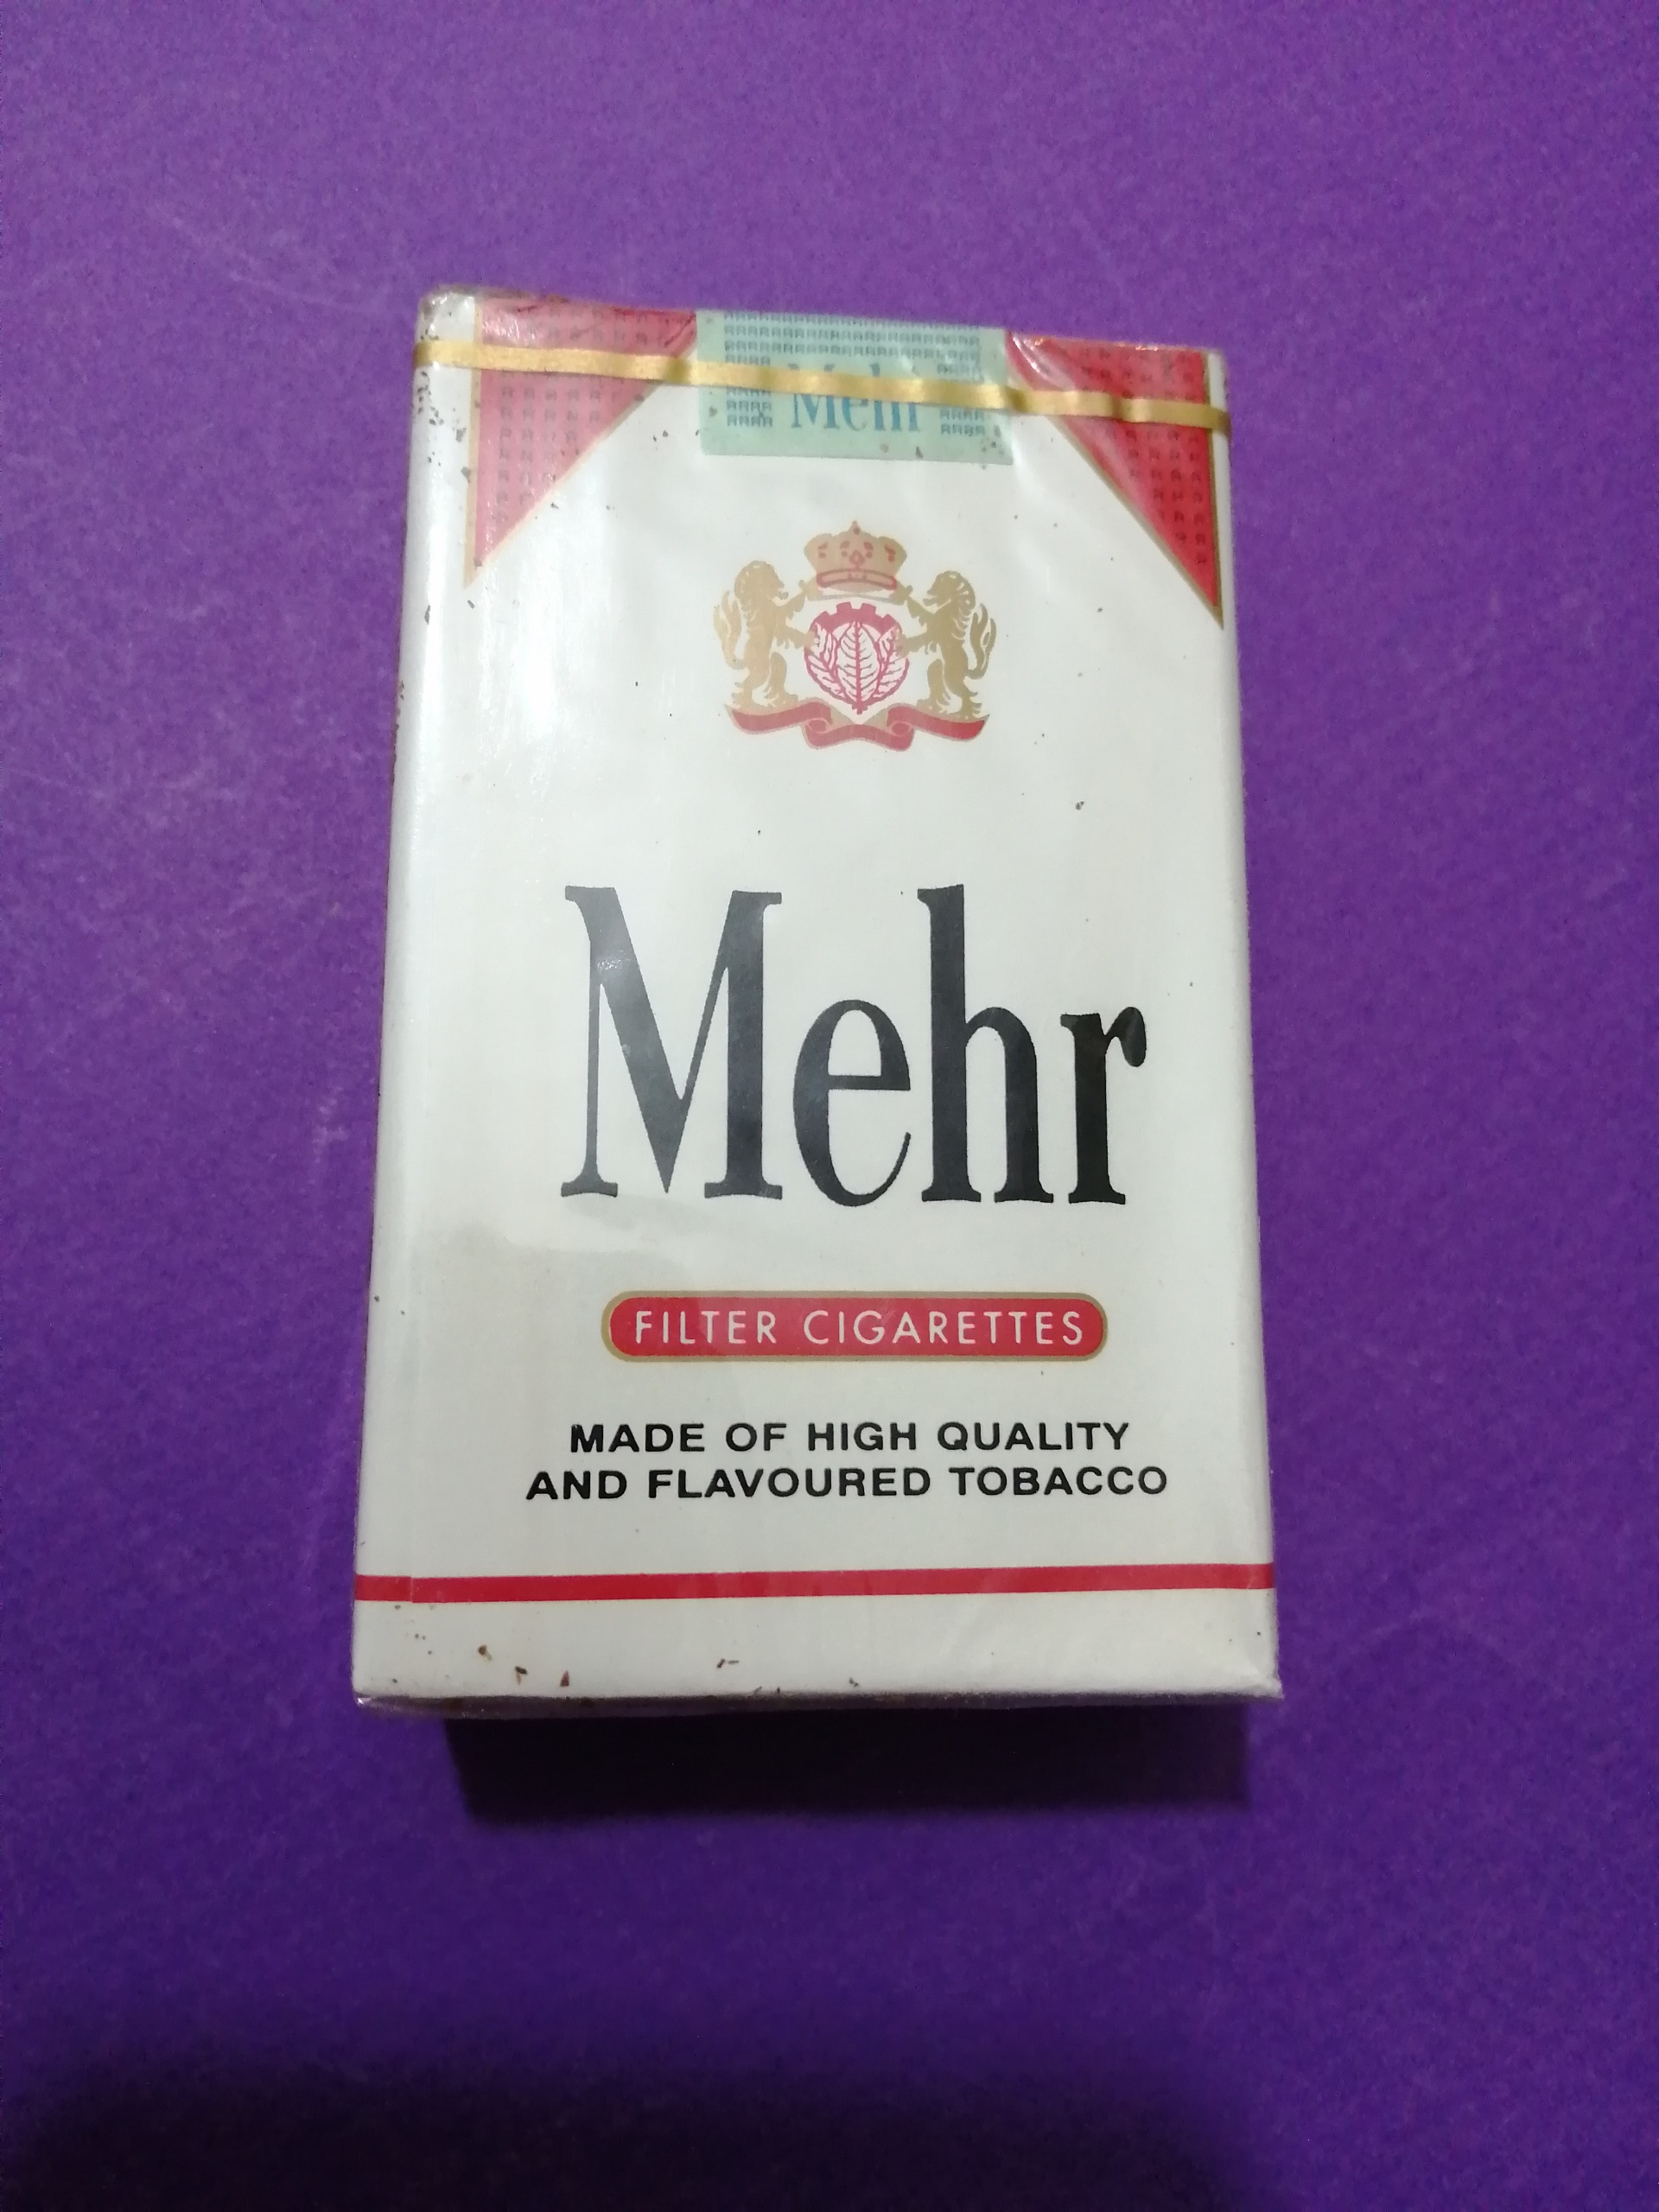 Mehr
Mehr
FILTER CIGARETTES
MADE OF HIGH QUALITY
AND FLAVOURED TOBACCO